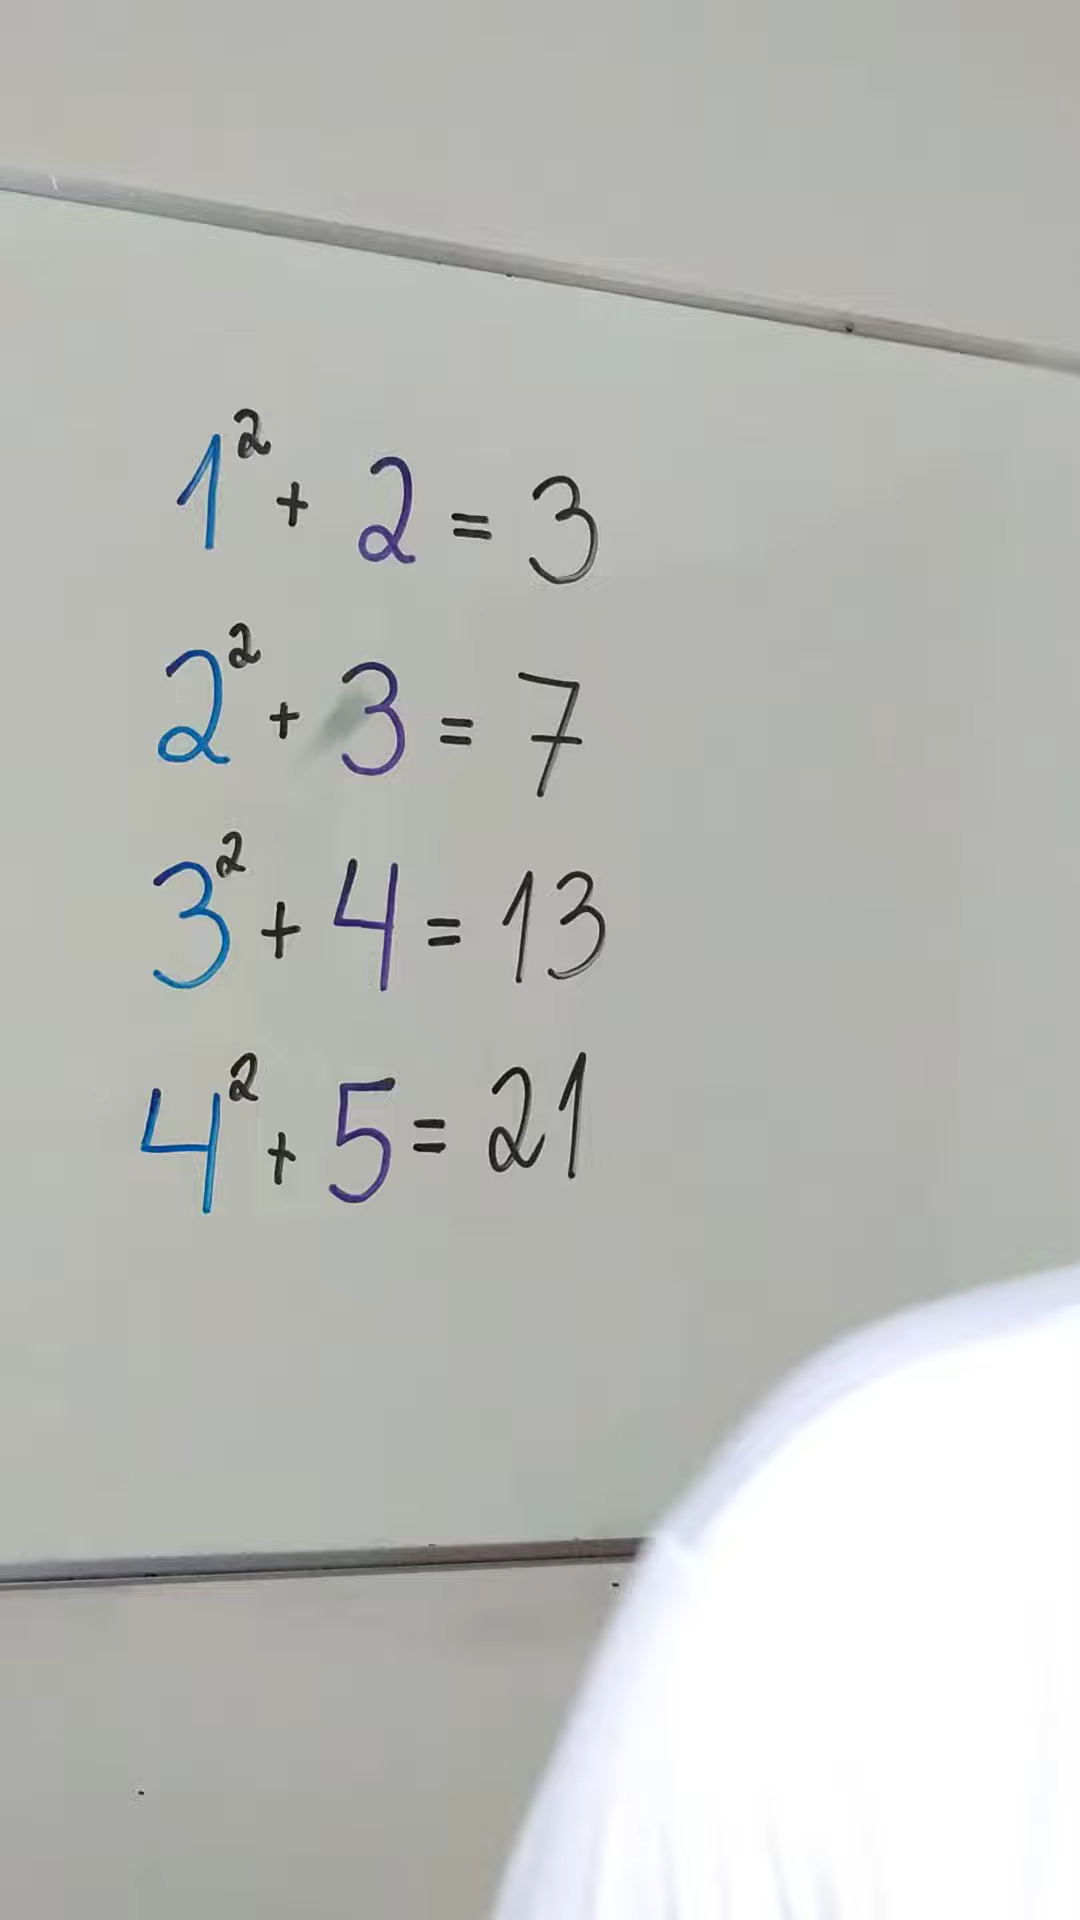 1² + 2 = 3
2² + 3 = 7
3² + 4 = 13
4² + 5 = 21